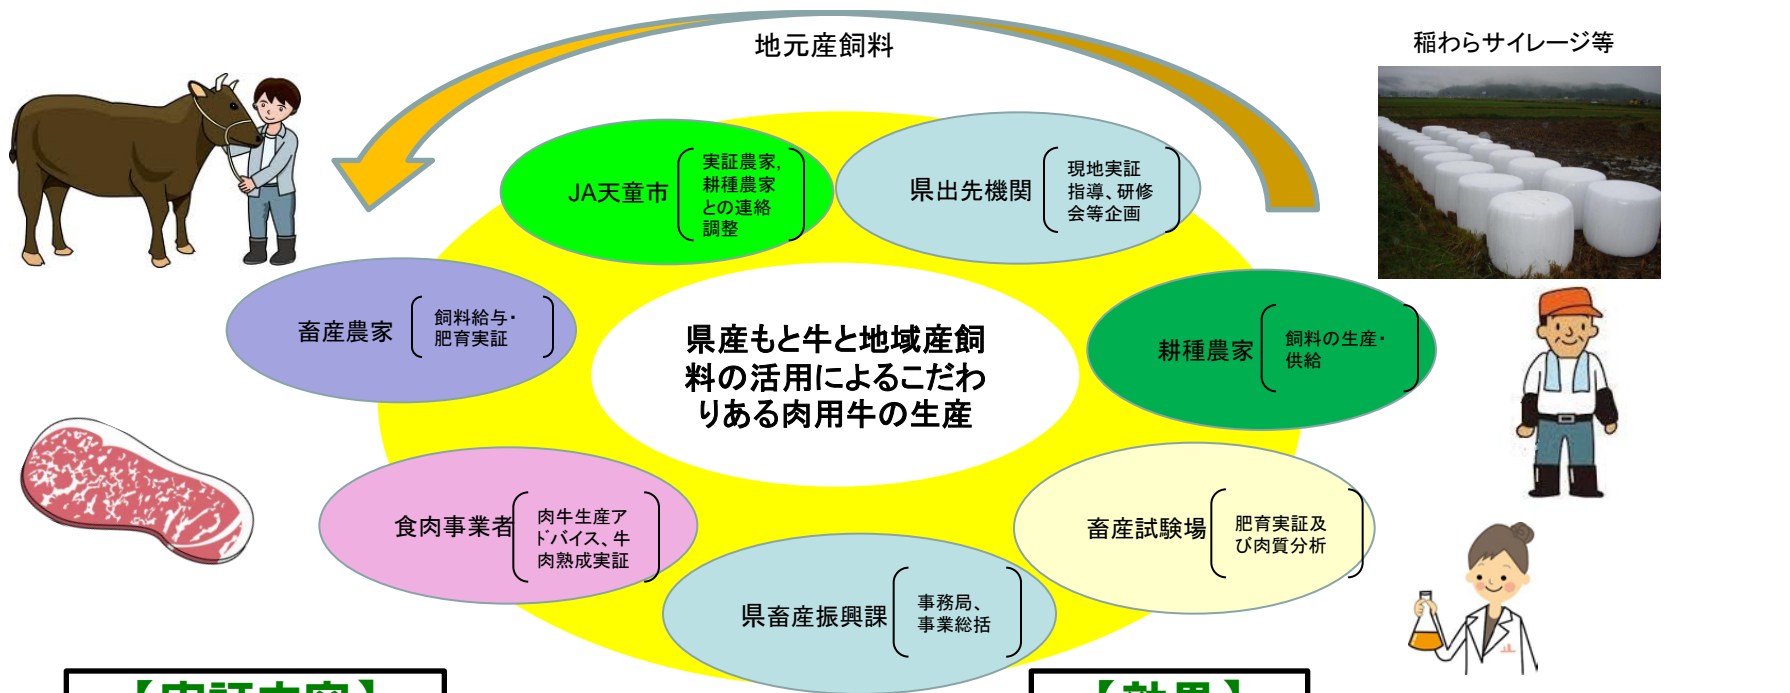 地元産飼料
稲わらサイレージ等
JA天童市
実証農家,
耕種農家
との連絡
調整
県出先機関
現地実証
指導、研修
会等企画
畜産農家
飼料給与・
肥育実証
県産もと牛と地域産飼
料の活用によるこだわ
りある肉用牛の生産
耕種農家
飼料の生産・
供給
食肉事業者
肉牛生産ア
ドバイス、牛
肉熟成実証
畜産試験場
肥育実証及
び肉質分析
県畜産振興課
事務局、
事業総括
【実証内容】
【効果】